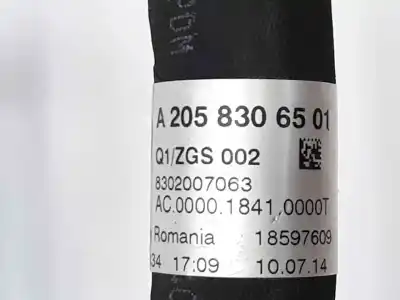 A 205 830 65 01
Q1/ZGS 002
8302007063
AC.0000.1841.0000T
Romania 18597609
34 17:09 10.07.14